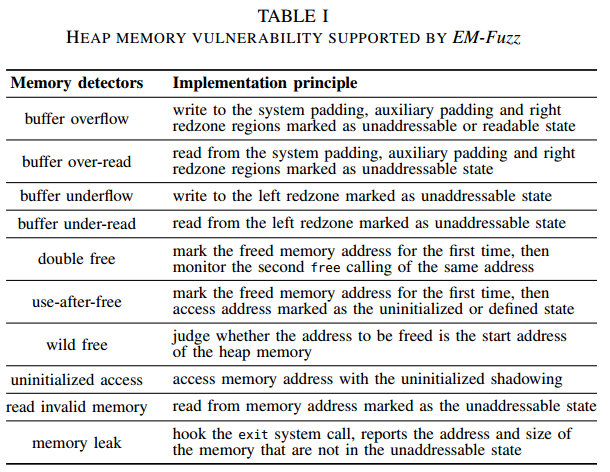 TABLE I
HEAP MEMORY VULNERABILITY SUPPORTED BY EM-Fuzz
Memory detectors Implementation principle
buffer overflow write to the system padding, auxiliary padding and right
redzone regions marked as unaddressable or readable state
buffer over-read read from the system padding, auxiliary padding and right
redzone regions marked as unaddressable state
buffer underflow write to the left redzone marked as unaddressable state
buffer under-read read from the left redzone marked as unaddressable state
double free mark the freed memory address for the first time, then
monitor the second free calling of the same address
use-after-free mark the freed memory address for the first time, then
access address marked as the uninitialized or defined state
wild free judge whether the address to be freed is the start address
of the heap memory
uninitialized access access memory address with the uninitialized shadowing
read invalid memory read from memory address marked as the unaddressable state
memory leak hook the exit system call, reports the address and size of
the memory that are not in the unaddressable state